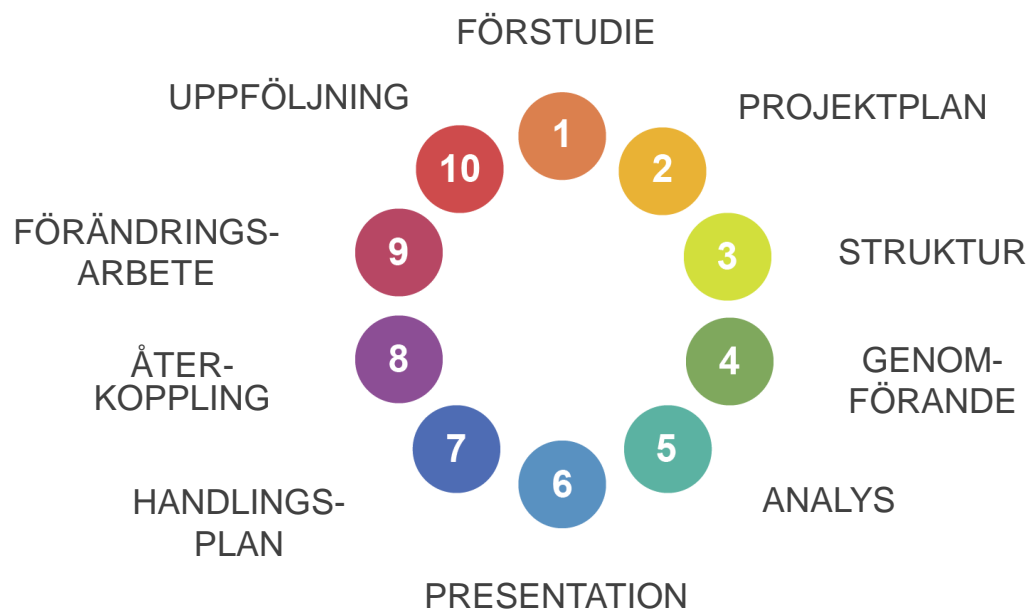 FÖRSTUDIE
1
PROJEKTPLAN
2
STRUKTUR
3
GENOM-
FÖRANDE
4
ANALYS
5
PRESENTATION
6
HANDLINGS-
PLAN
7
ÅTER-
KOPPLING
8
FÖRÄNDRINGS-
ARBETE
9
UPPFÖLJNING
10